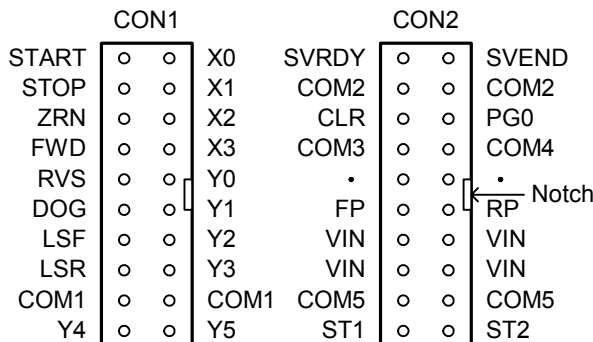 CON1 CON2
START X0 SVRDY SVEND
STOP X1 COM2 COM2
ZRN X2 CLR PG0
FWD X3 COM3 COM4
RVS Y0 • •
Notch
DOG Y1 FP RP
LSF Y2 VIN VIN
LSR Y3 VIN VIN
COM1 COM1 COM5 COM5
Y4 Y5 ST1 ST2